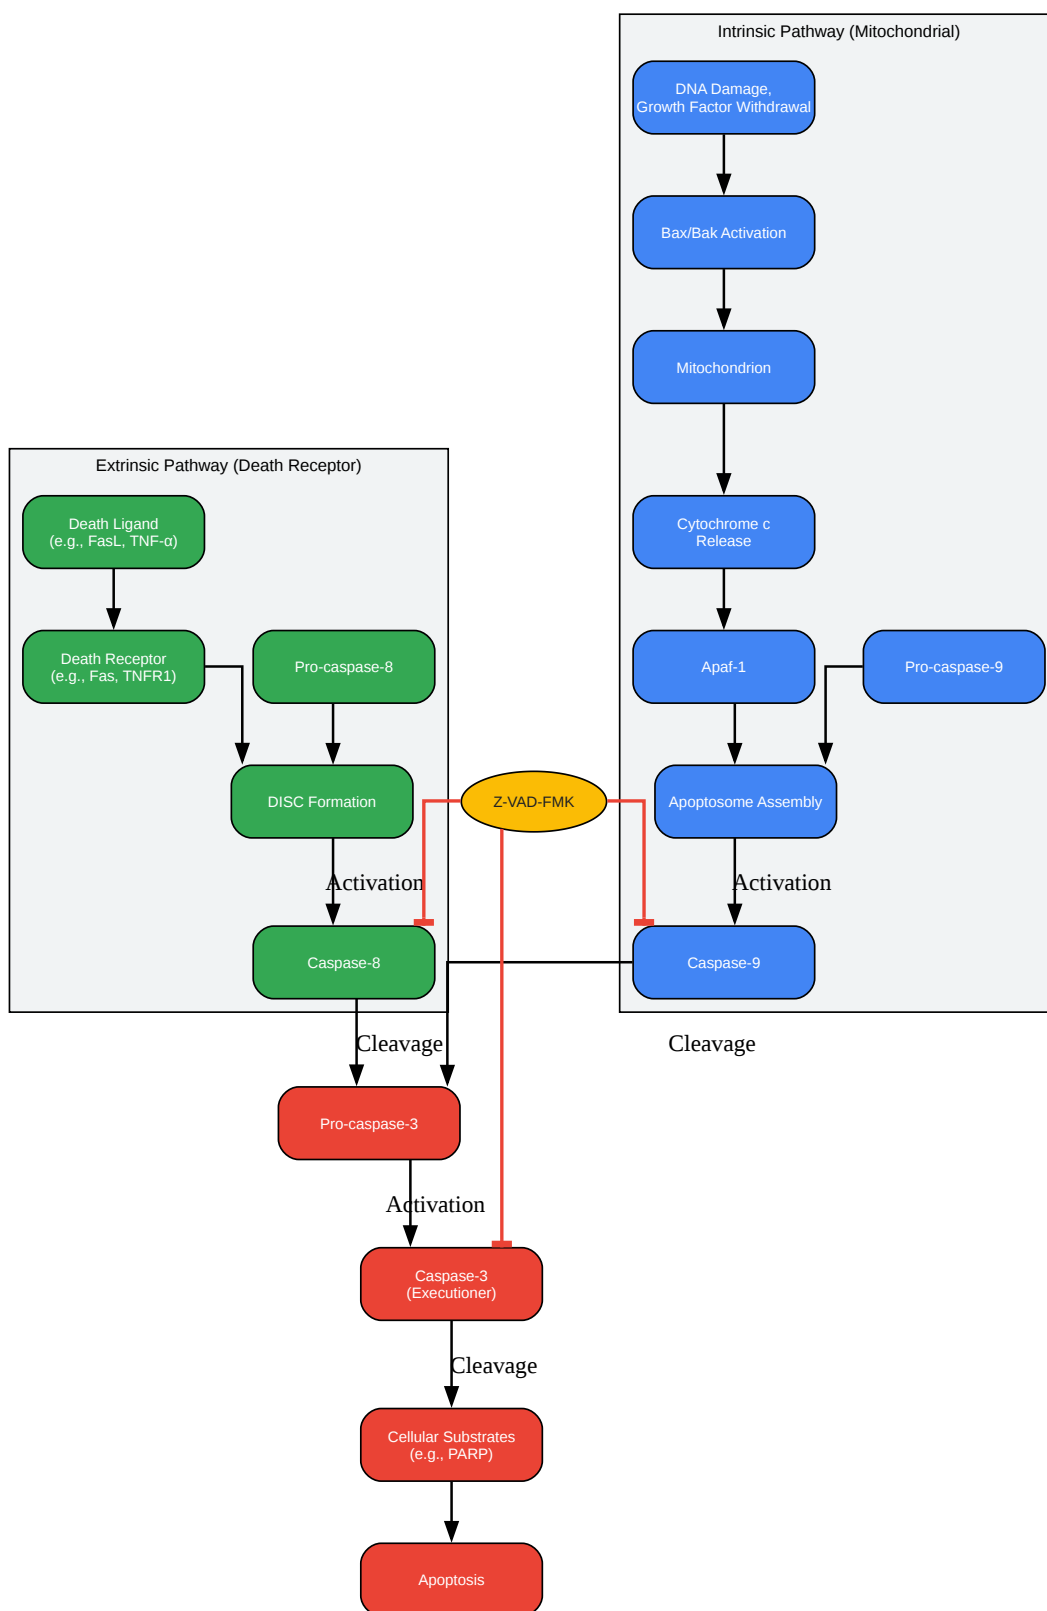 Intrinsic Pathway (Mitochondrial)
DNA Damage,
Growth Factor Withdrawal
Bax/Bak Activation
Mitochondrion
Extrinsic Pathway (Death Receptor)
Death Ligand
(e.g., FasL, TNF-α)
Cytochrome c
Release
Death Receptor
(e.g., Fas, TNFR1)
Pro-caspase-8
Apaf-1
Pro-caspase-9
DISC Formation
Z-VAD-FMK
Apoptosome Assembly
Activation
Activation
Caspase-8
Caspase-9
Cleavage
Cleavage
Pro-caspase-3
Activation
Caspase-3
(Executioner)
Cleavage
Cellular Substrates
(e.g., PARP)
Apoptosis